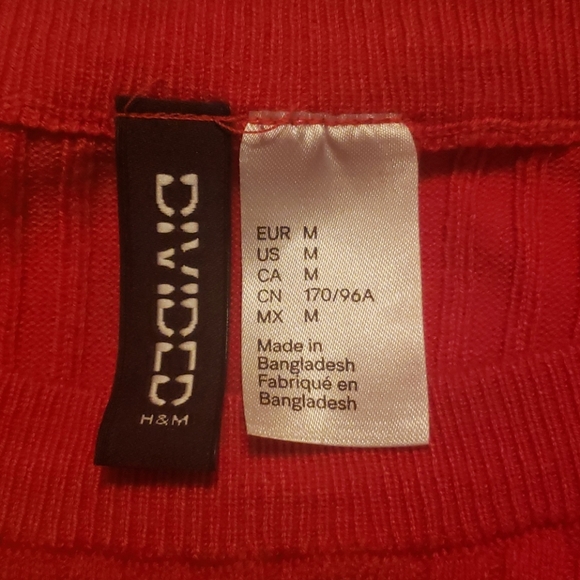 DIVIDED
H&M
EUR M
US M
CA M
CN 170/96A
MX M
Made in
Bangladesh
Fabriqué en
Bangladesh